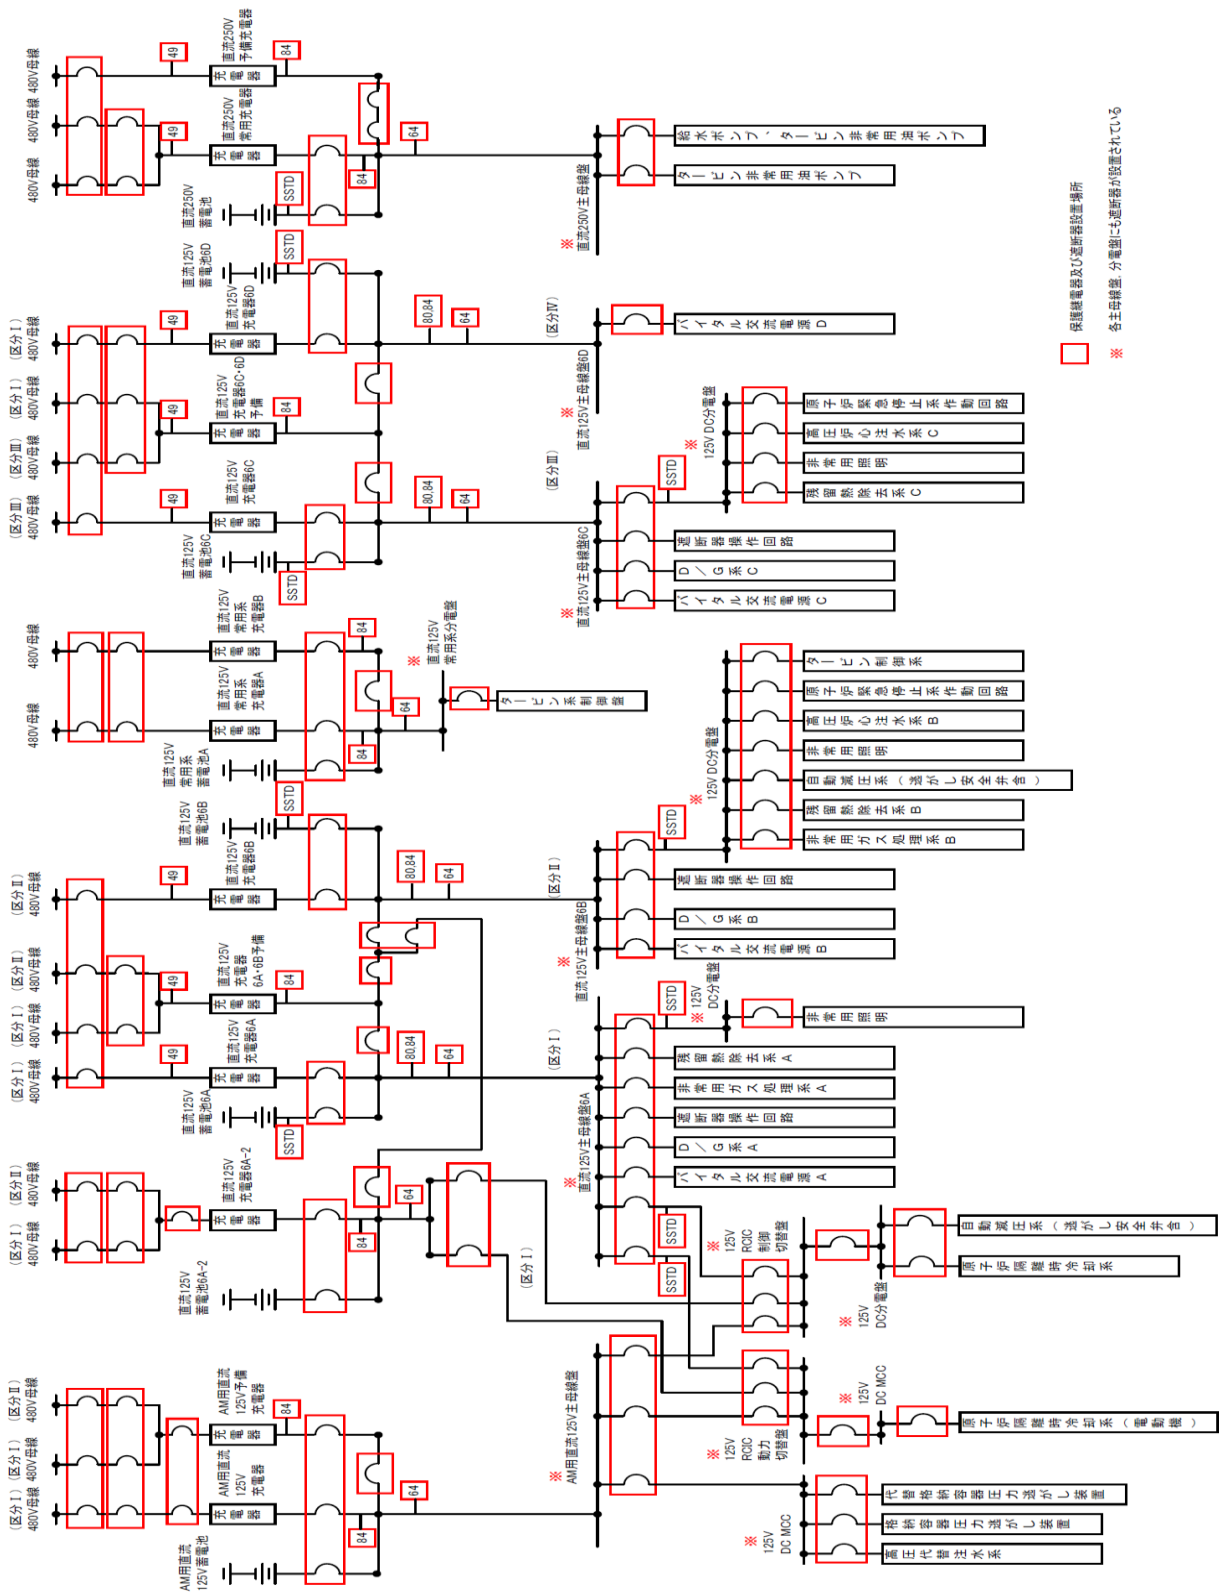 (区分Ⅰ)
480V母線
(区分Ⅰ)
480V母線
(区分Ⅱ)
480V母線
AM用直流
125V蓄電池
AM用直流
125V
充電器
充電器
AM用直流
125V予備
充電器
充電器
84
84
64
※
AM用直流125V主母線盤
※
125V
DC MCC
高圧代替注水系
格納容器圧力逃がし装置
代替格納容器圧力逃がし装置
※
125V
RCIC
動力
切替盤
※
125V
DC MCC
原子炉隔離時冷却系(電動機)
(区分Ⅰ)
480V母線
(区分Ⅱ)
480V母線
直流125V
蓄電池6A-2
直流125V
充電器6A-2
充電器
84
64
(区分Ⅰ)
※
125V
RCIC
制御
切替盤
※
125V
DC分電盤
原子炉隔離時冷却系
自動減圧系(逃がし安全弁含)
(区分Ⅰ)
480V母線
(区分Ⅰ)
480V母線
(区分Ⅱ)
480V母線
(区分Ⅱ)
480V母線
49
49
49
直流125V
蓄電池6A
SSTD
直流125V
充電器6A
充電器
直流125V
充電器
6A・6B予備
充電器
84
直流125V
充電器6B
充電器
直流125V
蓄電池6B
SSTD
80,84
64
80,84
64
(区分Ⅰ)
※
直流125V主母線盤6A
SSTD
SSTD
バイタル交流電源A
D/G系A
遮断器操作回路
非常用ガス処理系A
残留熱除去系A
SSTD
※
125V
DC分電盤
非常用照明
(区分Ⅱ)
※
直流125V主母線盤6B
バイタル交流電源B
D/G系B
遮断器操作回路
SSTD
※
125V DC分電盤
非常用ガス処理系B
残留熱除去系B
自動減圧系(逃がし安全弁含)
非常用照明
高圧炉心注水系B
原子炉緊急停止系作動回路
タービン制御系
480V母線
480V母線
直流125V
常用系
蓄電池A
直流125V
常用系
充電器A
充電器
直流125V
常用系
充電器B
充電器
84
84
64
※
直流125V
常用系分電盤
タービン系制御盤
(区分Ⅲ)
480V母線
(区分Ⅲ)
480V母線
(区分Ⅰ)
480V母線
(区分Ⅰ)
480V母線
49
49
49
直流125V
蓄電池6C
SSTD
直流125V
充電器6C
充電器
直流125V
充電器6C・6D
予備
充電器
84
直流125V
充電器6D
充電器
直流125V
蓄電池6D
SSTD
80,84
64
80,84
64
(区分Ⅲ)
※
直流125V主母線盤6C
バイタル交流電源C
D/G系C
遮断器操作回路
SSTD
※
125V DC分電盤
残留熱除去系C
非常用照明
高圧炉心注水系C
原子炉緊急停止系作動回路
(区分Ⅳ)
※
直流125V主母線盤6D
バイタル交流電源D
480V母線
480V母線
480V母線
49
49
直流250V
蓄電池
SSTD
直流250V
常用充電器
充電器
84
直流250V
予備充電器
充電器
84
64
※
直流250V主母線盤
タービン非常用油ポンプ
給水ポンプ、タービン非常用油ポンプ
保護継電器及び遮断器設置場所
※ 各主母線盤、分電盤にも遮断器が設置されている